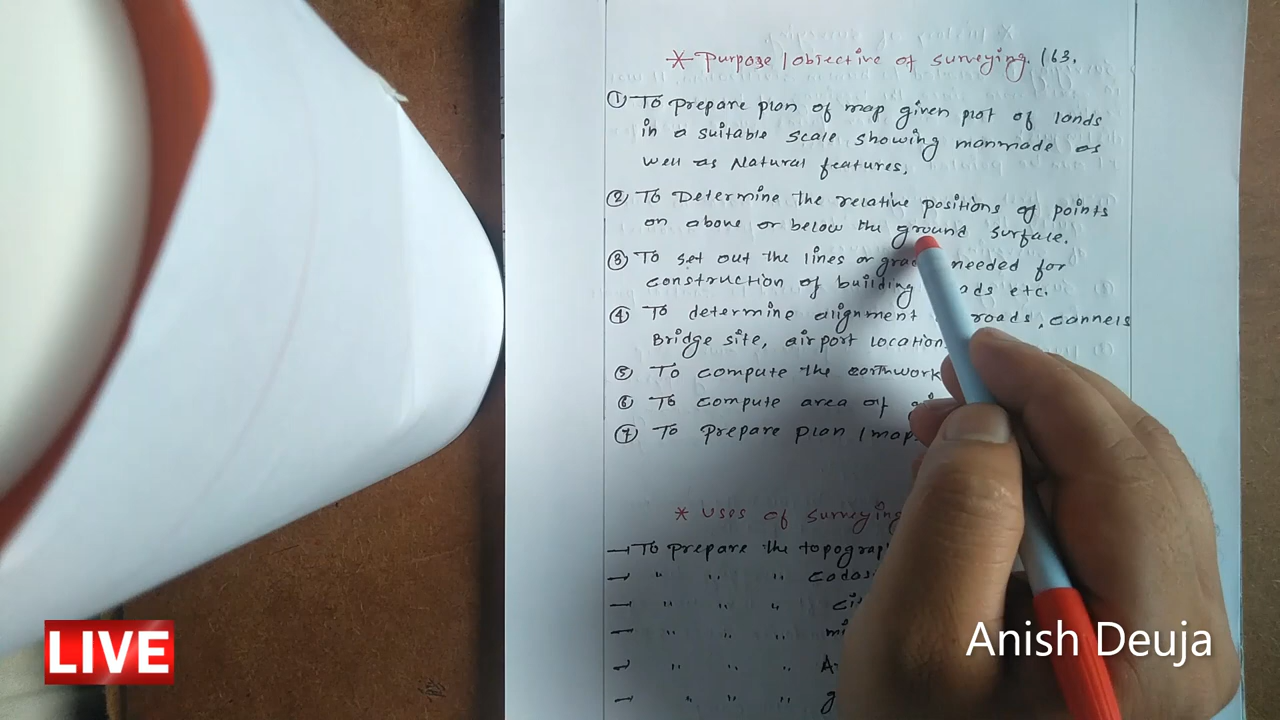 * Purpose / objective of surveying. 163.
① To prepare plan of map given plot of lands
in a suitable scale showing manmade as
well as Natural features.
② To Determine the relative positions of points
on above or below the ground surface.
③ To set out the lines or needed for
construction of building etc.
④ To determine alignment roads, cannels
Bridge site, airport location
⑤ To compute the earthwork
⑥ To compute area of
⑦ To prepare plan / map
* Uses of surveying
→ To prepare the
→ " " "
→ " " "
→ " " "
→ " " "
→ " " "
LIVE
Anish Deuja